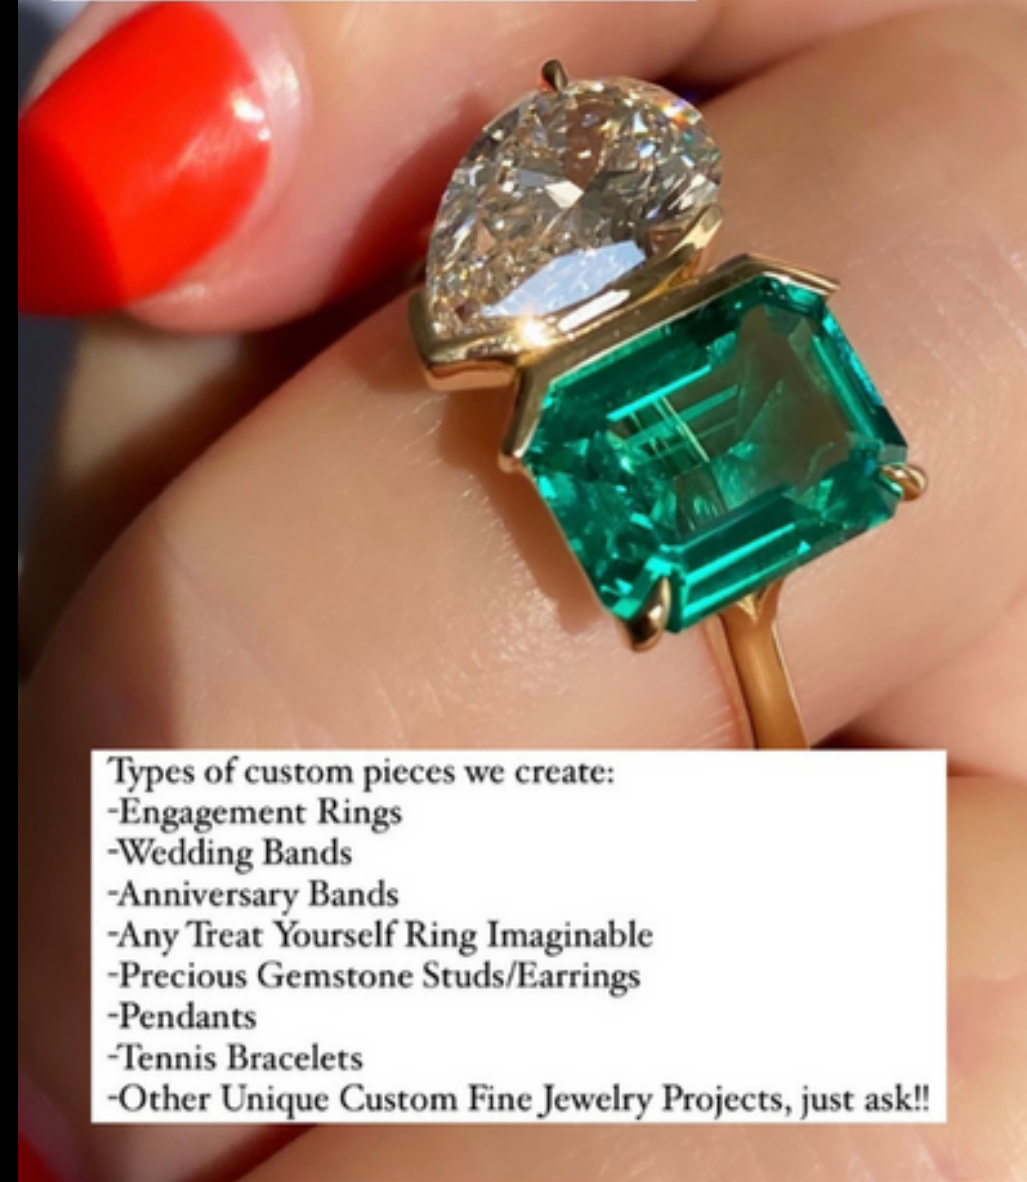 Types of custom pieces we create:
-Engagement Rings
-Wedding Bands
-Anniversary Bands
-Any Treat Yourself Ring Imaginable
-Precious Gemstone Studs/Earrings
-Pendants
-Tennis Bracelets
-Other Unique Custom Fine Jewelry Projects, just ask!!